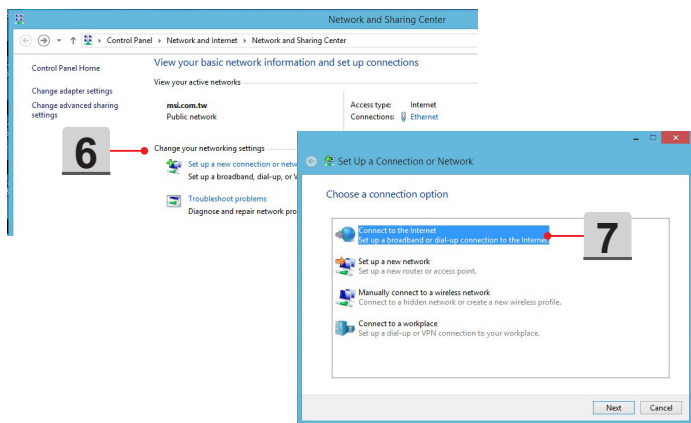 Network and Sharing Center
Control Panel ▸ Network and Internet ▸ Network and Sharing Center
Control Panel Home
Change adapter settings
Change advanced sharing
settings
View your basic network information and set up connections
View your active networks
msi.com.tw
Public network
Access type: Internet
Connections: Ethernet
6
Change your networking settings
Set up a new connection or netw
Set up a broadband, dial-up, or V
Troubleshoot problems
Diagnose and repair network pro
Set Up a Connection or Network
Choose a connection option
Connect to the Internet
Set up a broadband or dial-up connection to the Internet.
7
Set up a new network
Set up a new router or access point.
Manually connect to a wireless network
Connect to a hidden network or create a new wireless profile.
Connect to a workplace
Set up a dial-up or VPN connection to your workplace.
Next
Cancel